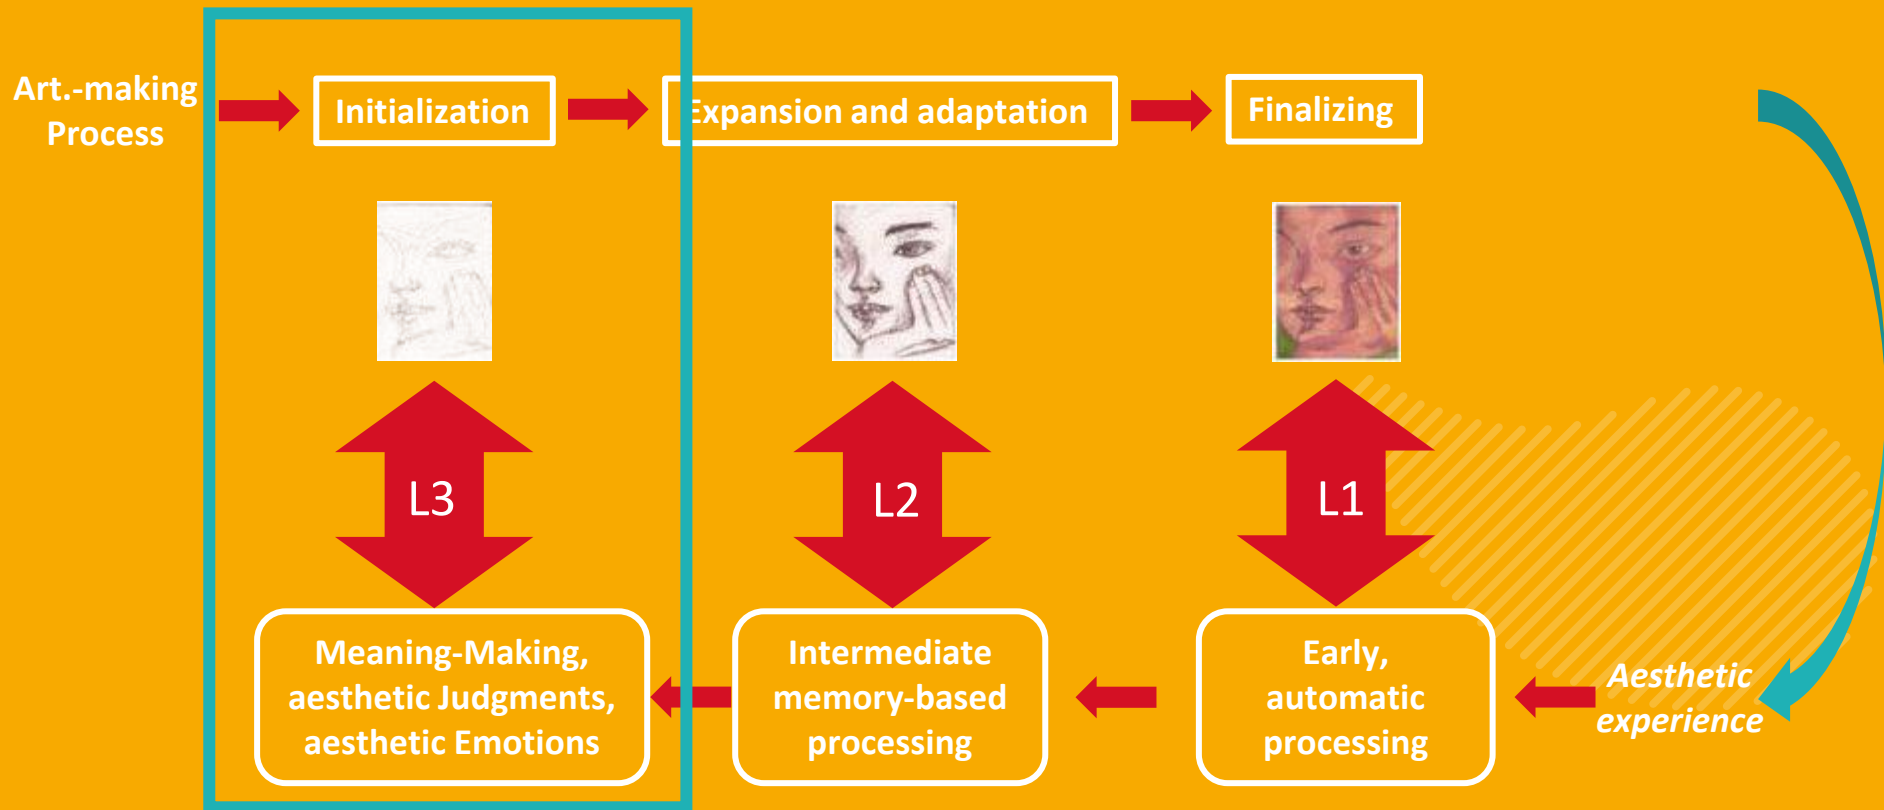 Art.-making
Process
Initialization
Expansion and adaptation
Finalizing
L3
L2
L1
Meaning-Making,
aesthetic Judgments,
aesthetic Emotions
Intermediate
memory-based
processing
Early,
automatic
processing
Aesthetic
experience